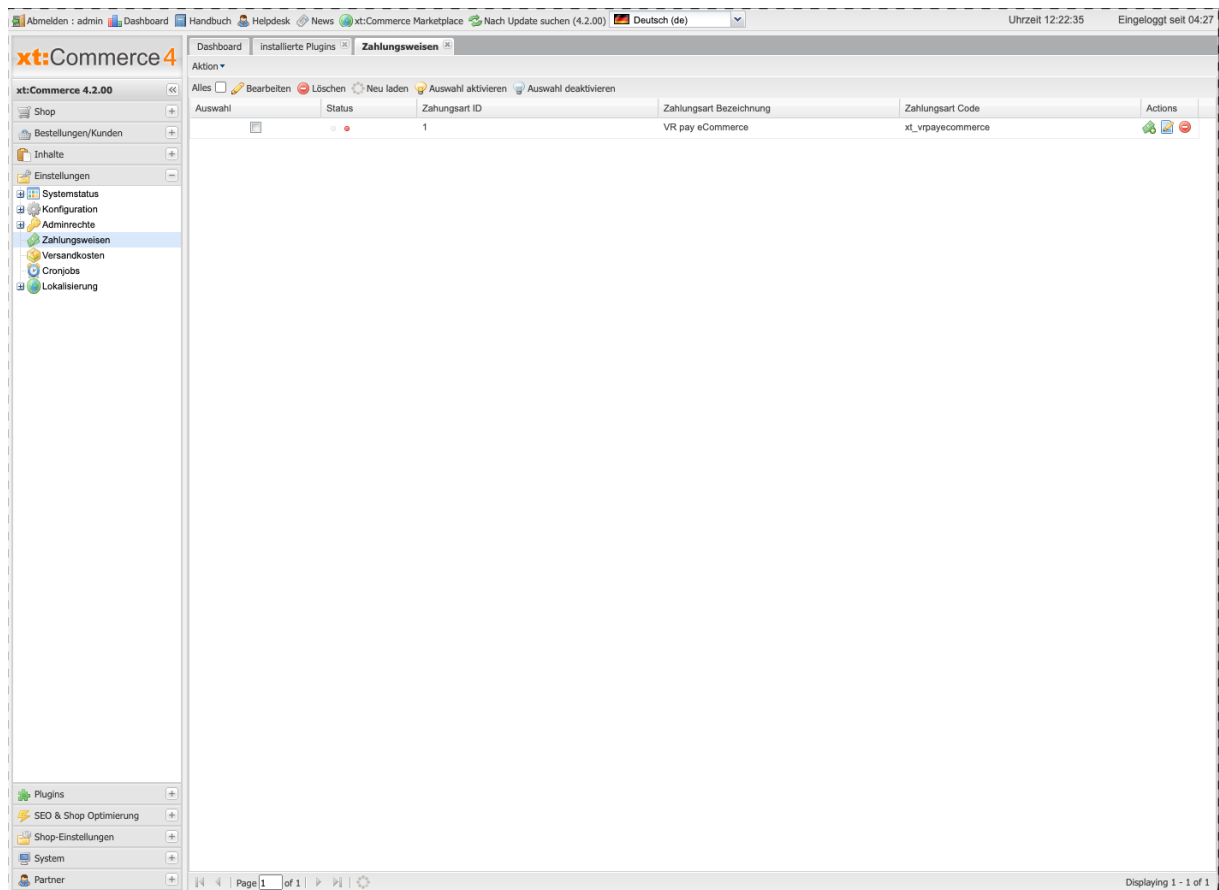 Abmelden : admin Dashboard Handbuch Helpdesk News xt:Commerce Marketplace Nach Update suchen (4.2.00) Deutsch (de) Uhrzeit 12:22:35 Eingeloggt seit 04:27
xt:Commerce 4
Dashboard installierte Plugins Zahlungsweisen
Aktion
xt:Commerce 4.2.00
Alles Bearbeiten Löschen Neu laden Auswahl aktivieren Auswahl deaktivieren
Auswahl Status Zahungsart ID Zahlungsart Bezeichnung Zahlungsart Code Actions
1 VR pay eCommerce xt_vrpayecommerce
Shop
Bestellungen/Kunden
Inhalte
Einstellungen
Systemstatus
Konfiguration
Adminrechte
Zahlungsweisen
Versandkosten
Cronjobs
Lokalisierung
Plugins
SEO & Shop Optimierung
Shop-Einstellungen
System
Partner
Page 1 of 1 Displaying 1 - 1 of 1